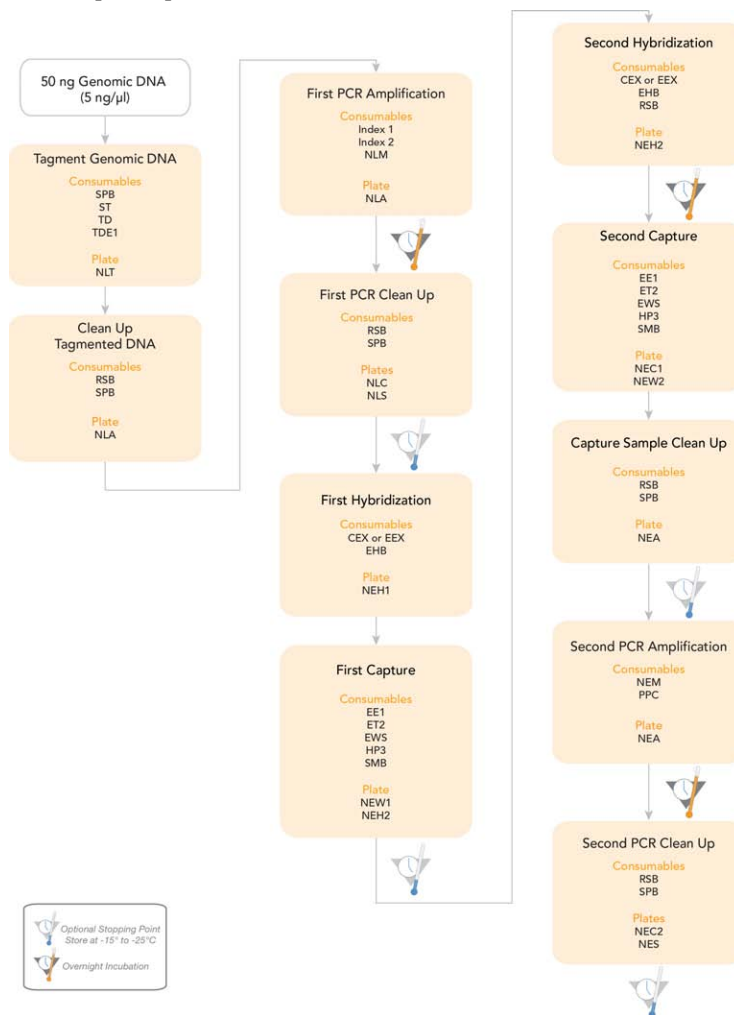 50 ng Genomic DNA
(5 ng/µl)
Tagment Genomic DNA
Consumables
SPB
ST
TD
TDE1
Plate
NLT
Clean Up
Tagmented DNA
Consumables
RSB
SPB
Plate
NLA
First PCR Amplification
Consumables
Index 1
Index 2
NLM
Plate
NLA
First PCR Clean Up
Consumables
RSB
SPB
Plates
NLC
NLS
First Hybridization
Consumables
CEX or EEX
EHB
Plate
NEH1
First Capture
Consumables
EE1
ET2
EWS
HP3
SMB
Plate
NEW1
NEH2
Second Hybridization
Consumables
CEX or EEX
EHB
RSB
Plate
NEH2
Second Capture
Consumables
EE1
ET2
EWS
HP3
SMB
Plate
NEC1
NEW2
Capture Sample Clean Up
Consumables
RSB
SPB
Plate
NEA
Second PCR Amplification
Consumables
NEM
PPC
Plate
NEA
Second PCR Clean Up
Consumables
RSB
SPB
Plates
NEC2
NES
Optional Stopping Point
Store at -15° to -25°C
Overnight Incubation